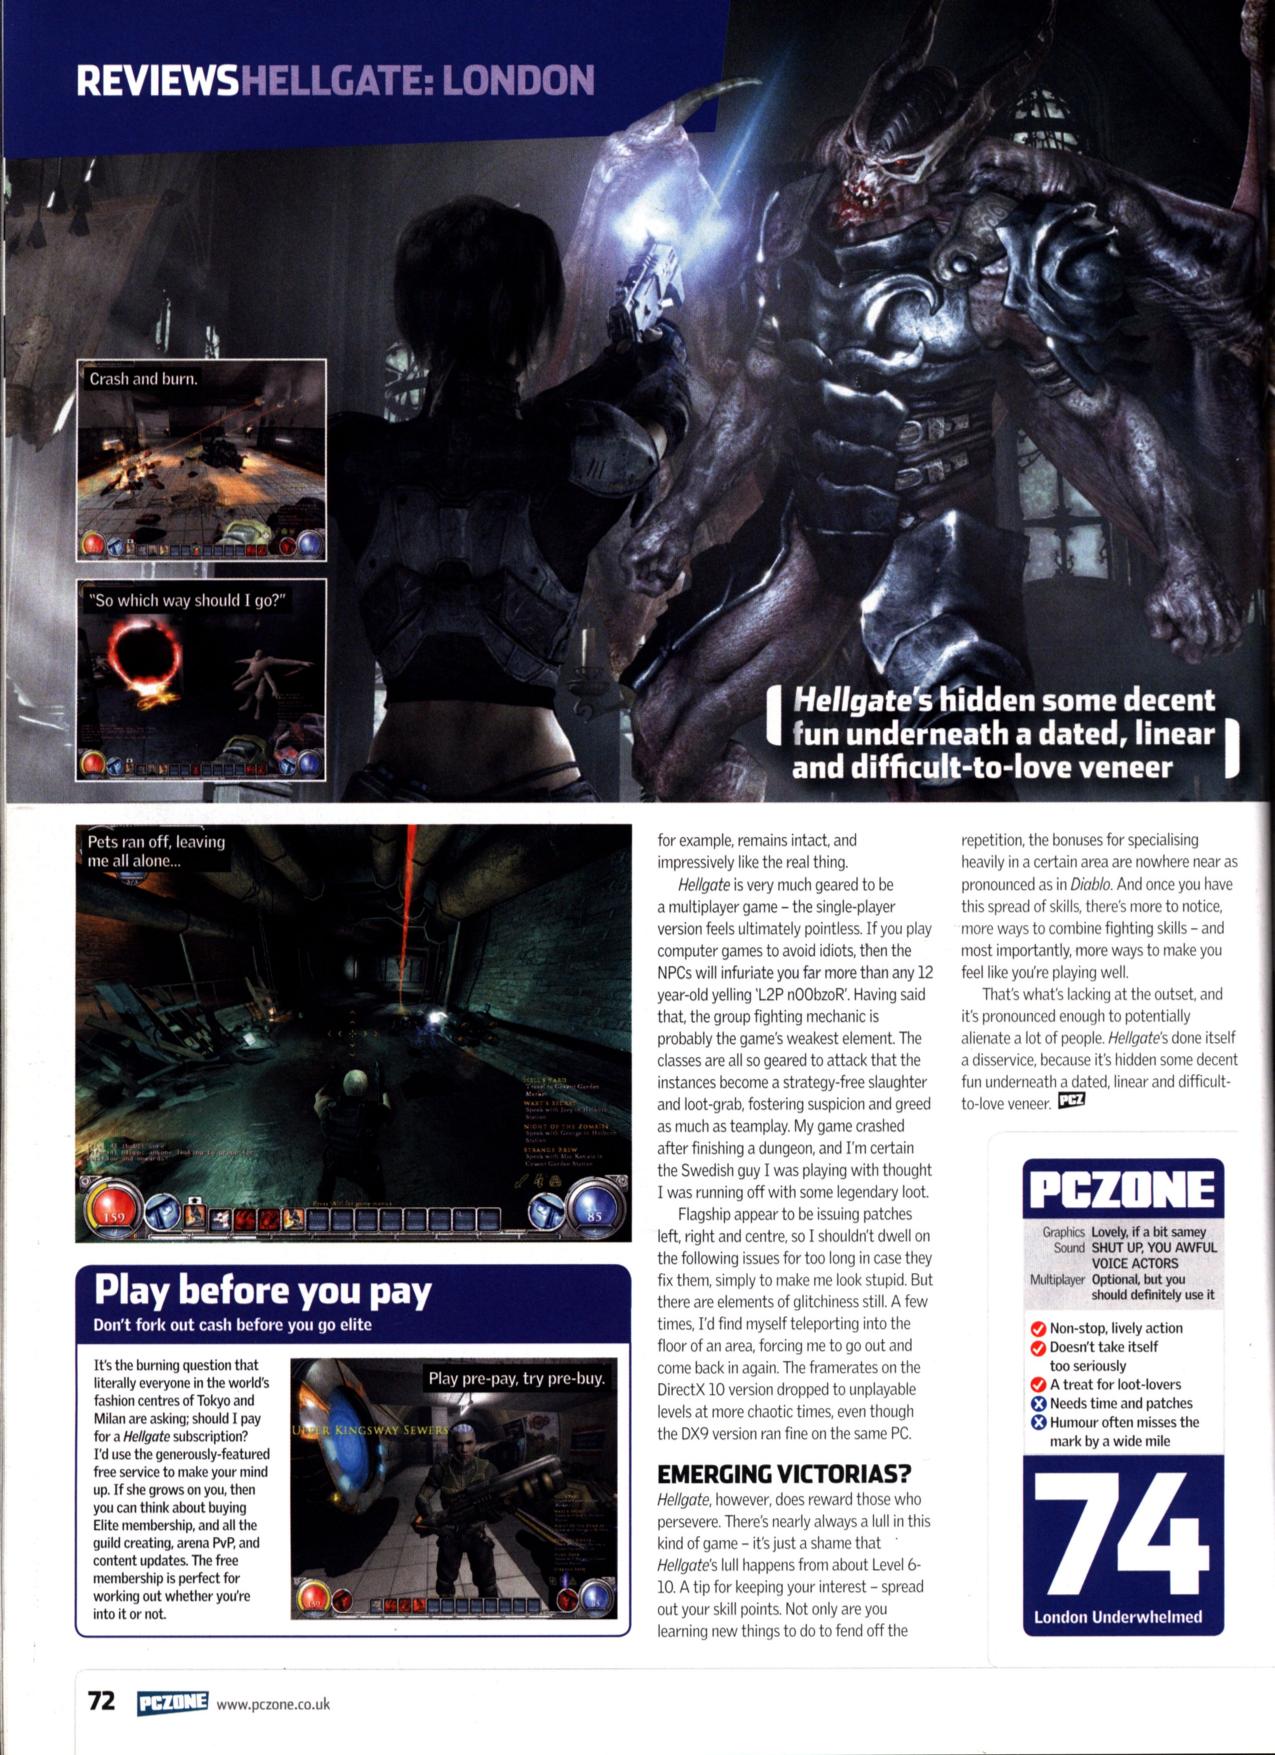 REVIEWS HELLGATE: LONDON
Crash and burn.
"So which way should I go?"
Hellgate's hidden some decent
fun underneath a dated, linear
and difficult-to-love veneer
Pets ran off, leaving
me all alone...
159
85
Play before you pay
Don't fork out cash before you go elite
It's the burning question that
literally everyone in the world's
fashion centres of Tokyo and
Milan are asking; should I pay
for a Hellgate subscription?
I'd use the generously-featured
free service to make your mind
up. If she grows on you, then
you can think about buying
Elite membership, and all the
guild creating, arena PvP, and
content updates. The free
membership is perfect for
working out whether you're
into it or not.
Play pre-pay, try pre-buy.
UPPER KINGSWAY SEWERS
for example, remains intact, and
impressively like the real thing.
Hellgate is very much geared to be
a multiplayer game – the single-player
version feels ultimately pointless. If you play
computer games to avoid idiots, then the
NPCs will infuriate you far more than any 12
year-old yelling 'L2P n00bzoR'. Having said
that, the group fighting mechanic is
probably the game's weakest element. The
classes are all so geared to attack that the
instances become a strategy-free slaughter
and loot-grab, fostering suspicion and greed
as much as teamplay. My game crashed
after finishing a dungeon, and I'm certain
the Swedish guy I was playing with thought
I was running off with some legendary loot.
Flagship appear to be issuing patches
left, right and centre, so I shouldn't dwell on
the following issues for too long in case they
fix them, simply to make me look stupid. But
there are elements of glitchiness still. A few
times, I'd find myself teleporting into the
floor of an area, forcing me to go out and
come back in again. The framerates on the
DirectX 10 version dropped to unplayable
levels at more chaotic times, even though
the DX9 version ran fine on the same PC.
EMERGING VICTORIAS?
Hellgate, however, does reward those who
persevere. There's nearly always a lull in this
kind of game – it's just a shame that
Hellgate's lull happens from about Level 6-
10. A tip for keeping your interest – spread
out your skill points. Not only are you
learning new things to do to fend off the
repetition, the bonuses for specialising
heavily in a certain area are nowhere near as
pronounced as in Diablo. And once you have
this spread of skills, there's more to notice,
more ways to combine fighting skills – and
most importantly, more ways to make you
feel like you're playing well.
That's what's lacking at the outset, and
it's pronounced enough to potentially
alienate a lot of people. Hellgate's done itself
a disservice, because it's hidden some decent
fun underneath a dated, linear and difficult-
to-love veneer. PCZ
PCZONE
Graphics Lovely, if a bit samey
Sound SHUT UP, YOU AWFUL
VOICE ACTORS
Multiplayer Optional, but you
should definitely use it
Non-stop, lively action
Doesn't take itself
too seriously
A treat for loot-lovers
Needs time and patches
Humour often misses the
mark by a wide mile
74
London Underwhelmed
72 PCZONE www.pczone.co.uk